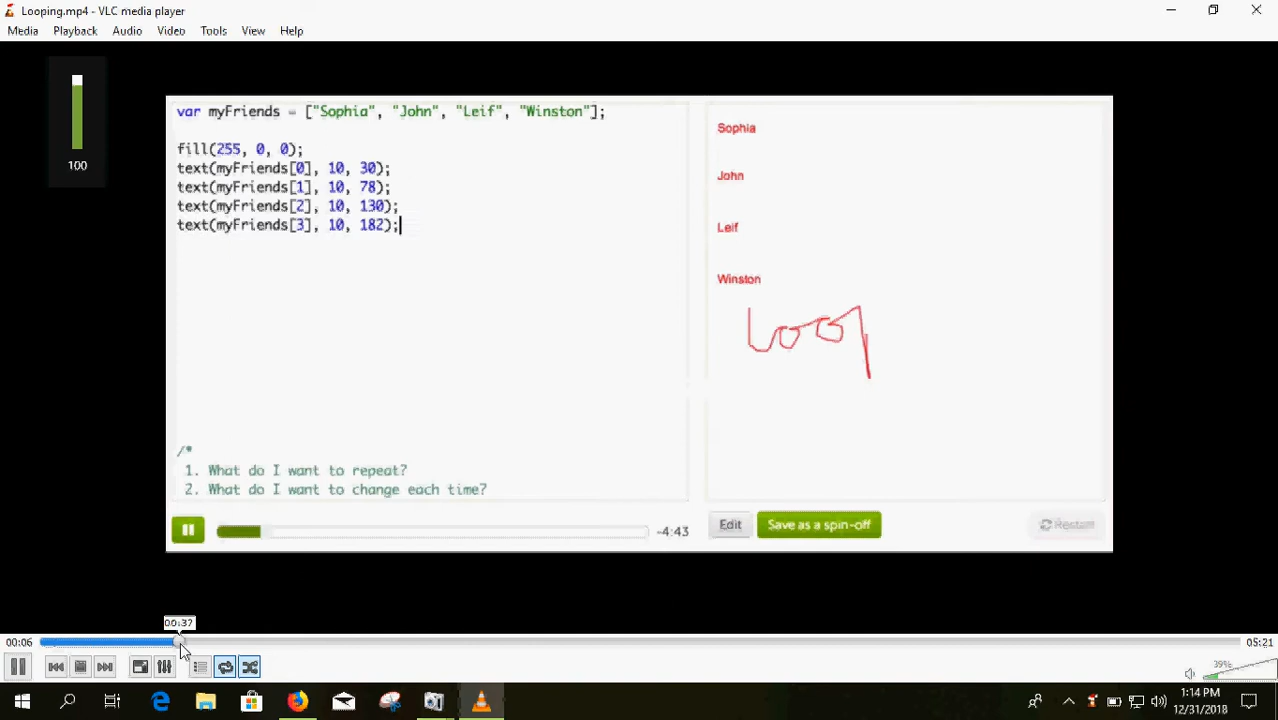 Looping.mp4 - VLC media player
Media Playback Audio Video Tools View Help
100
var myFriends = ["Sophia", "John", "Leif", "Winston"];
fill(255, 0, 0);
text(myFriends[0], 10, 30);
text(myFriends[1], 10, 78);
text(myFriends[2], 10, 130);
text(myFriends[3], 10, 182);
/*
1. What do I want to repeat?
2. What do I want to change each time?
Sophia
John
Leif
Winston
loop
-4:43
Edit Save as a spin-off Restart
00:37
00:06 05:21
39%
1:14 PM
12/31/2018